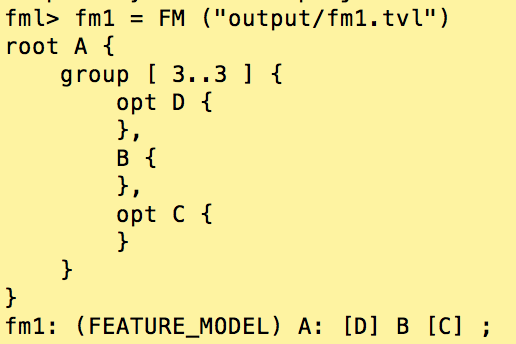 fml> fm1 = FM ("output/fm1.tvl")
root A {
    group [ 3..3 ] {
        opt D {
        },
        B {
        },
        opt C {
        }
    }
}
fm1: (FEATURE_MODEL) A: [D] B [C] ;